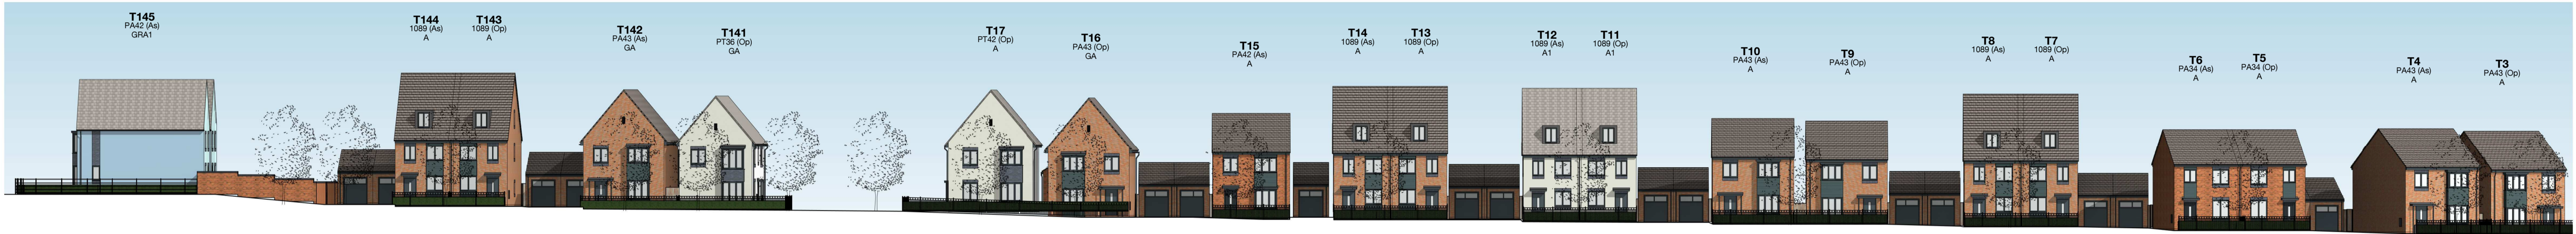 T145
PA42 (As)
GRA1
T144
1089 (As)
A
T143
1089 (Op)
A
T142
PA43 (As)
GA
T141
PT36 (Op)
GA
T17
PT42 (Op)
A
T16
PA43 (Op)
GA
T15
PA42 (As)
A
T14
1089 (As)
A
T13
1089 (Op)
A
T12
1089 (As)
A1
T11
1089 (Op)
A1
T10
PA43 (As)
A
T9
PA43 (Op)
A
T8
1089 (As)
A
T7
1089 (Op)
A
T6
PA34 (As)
A
T5
PA34 (Op)
A
T4
PA43 (As)
A
T3
PA43 (Op)
A